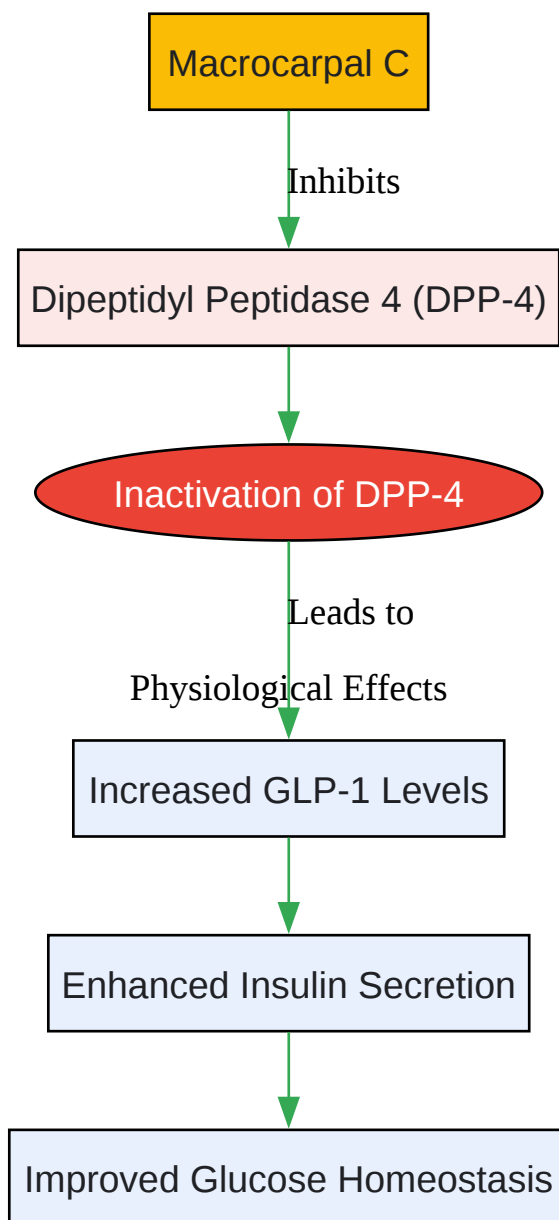 Macrocarpal C
Inhibits
Dipeptidyl Peptidase 4 (DPP-4)
Inactivation of DPP-4
Leads to
Physiological Effects
Increased GLP-1 Levels
Enhanced Insulin Secretion
Improved Glucose Homeostasis